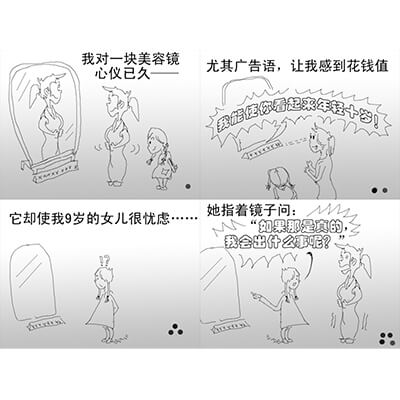 我对一块美容镜
心仪已久——
尤其广告语，让我感到花钱值
我能使你看起来年轻十岁！
它却使我9岁的女儿很忧虑……
?
她指着镜子问：
“如果那是真的，
我会出什么事呢？”